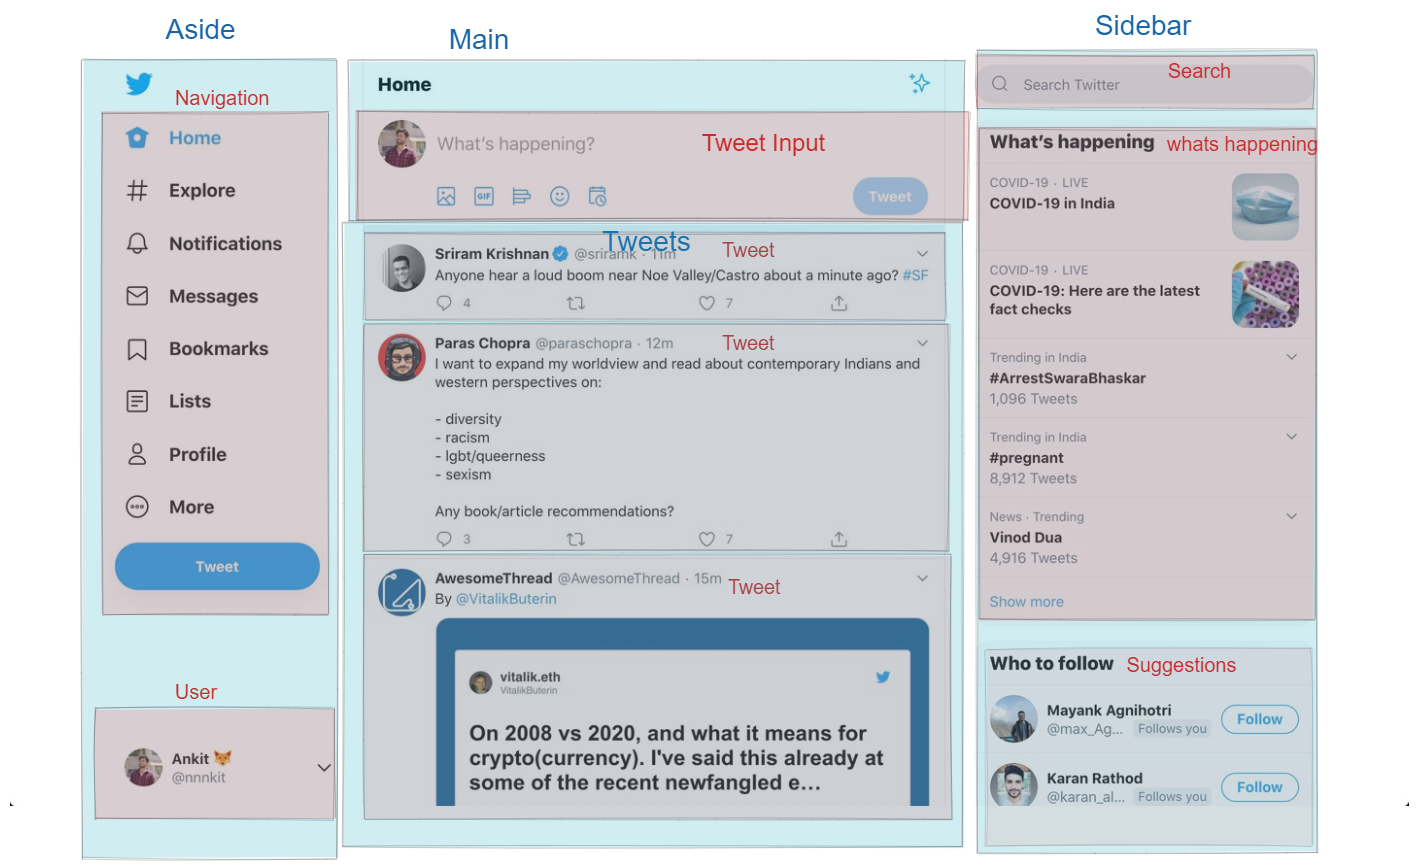 Aside
Navigation
Home
Explore
Notifications
Messages
Bookmarks
Lists
Profile
More
Tweet
User
Ankit 🦊
@nnnkit
Main
Home
What's happening?
Tweet Input
GIF
Tweet
Tweets
Sriram Krishnan @sriramk · 11m
Tweet
Anyone hear a loud boom near Noe Valley/Castro about a minute ago? #SF
4 7
Paras Chopra @paraschopra · 12m
Tweet
I want to expand my worldview and read about contemporary Indians and
western perspectives on:
- diversity
- racism
- lgbt/queerness
- sexism
Any book/article recommendations?
3 7
AwesomeThread @AwesomeThread · 15m
Tweet
By @VitalikButerin
vitalik.eth
VitalikButerin
On 2008 vs 2020, and what it means for
crypto(currency). I've said this already at
some of the recent newfangled e...
Sidebar
Search
Search Twitter
What's happening
whats happening
COVID-19 · LIVE
COVID-19 in India
COVID-19 · LIVE
COVID-19: Here are the latest
fact checks
Trending in India
#ArrestSwaraBhaskar
1,096 Tweets
Trending in India
#pregnant
8,912 Tweets
News · Trending
Vinod Dua
4,916 Tweets
Show more
Who to follow
Suggestions
Mayank Agnihotri
@max_Ag... Follows you
Follow
Karan Rathod
@karan_al... Follows you
Follow